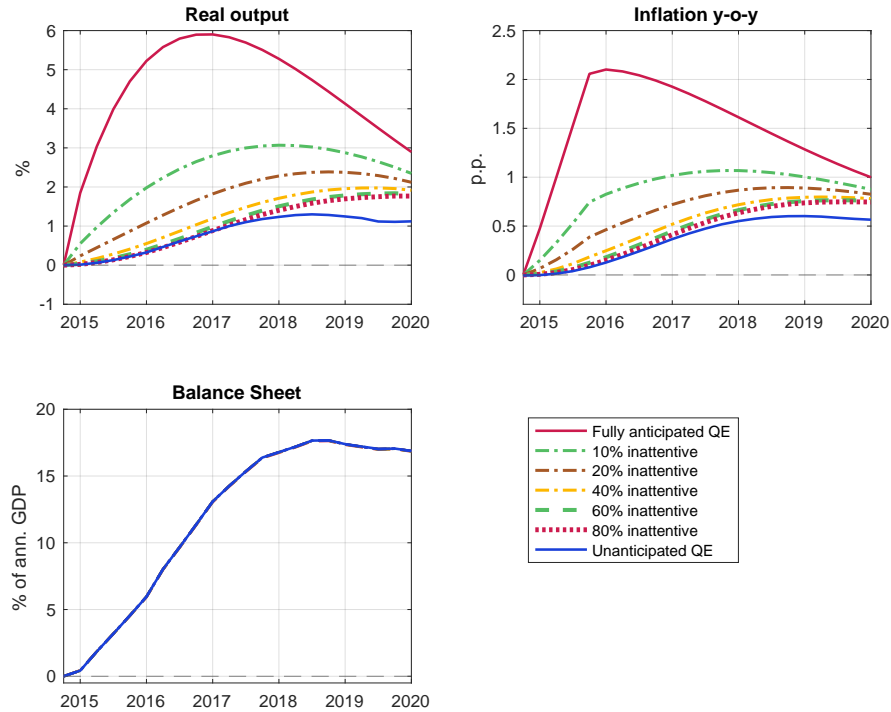 Real output
6
5
4
3
2
1
0
-1
%
2015 2016 2017 2018 2019 2020
Inflation y-o-y
2.5
2
1.5
1
0.5
0
p.p.
2015 2016 2017 2018 2019 2020
Balance Sheet
20
15
10
5
0
% of ann. GDP
2015 2016 2017 2018 2019 2020
Fully anticipated QE
10% inattentive
20% inattentive
40% inattentive
60% inattentive
80% inattentive
Unanticipated QE